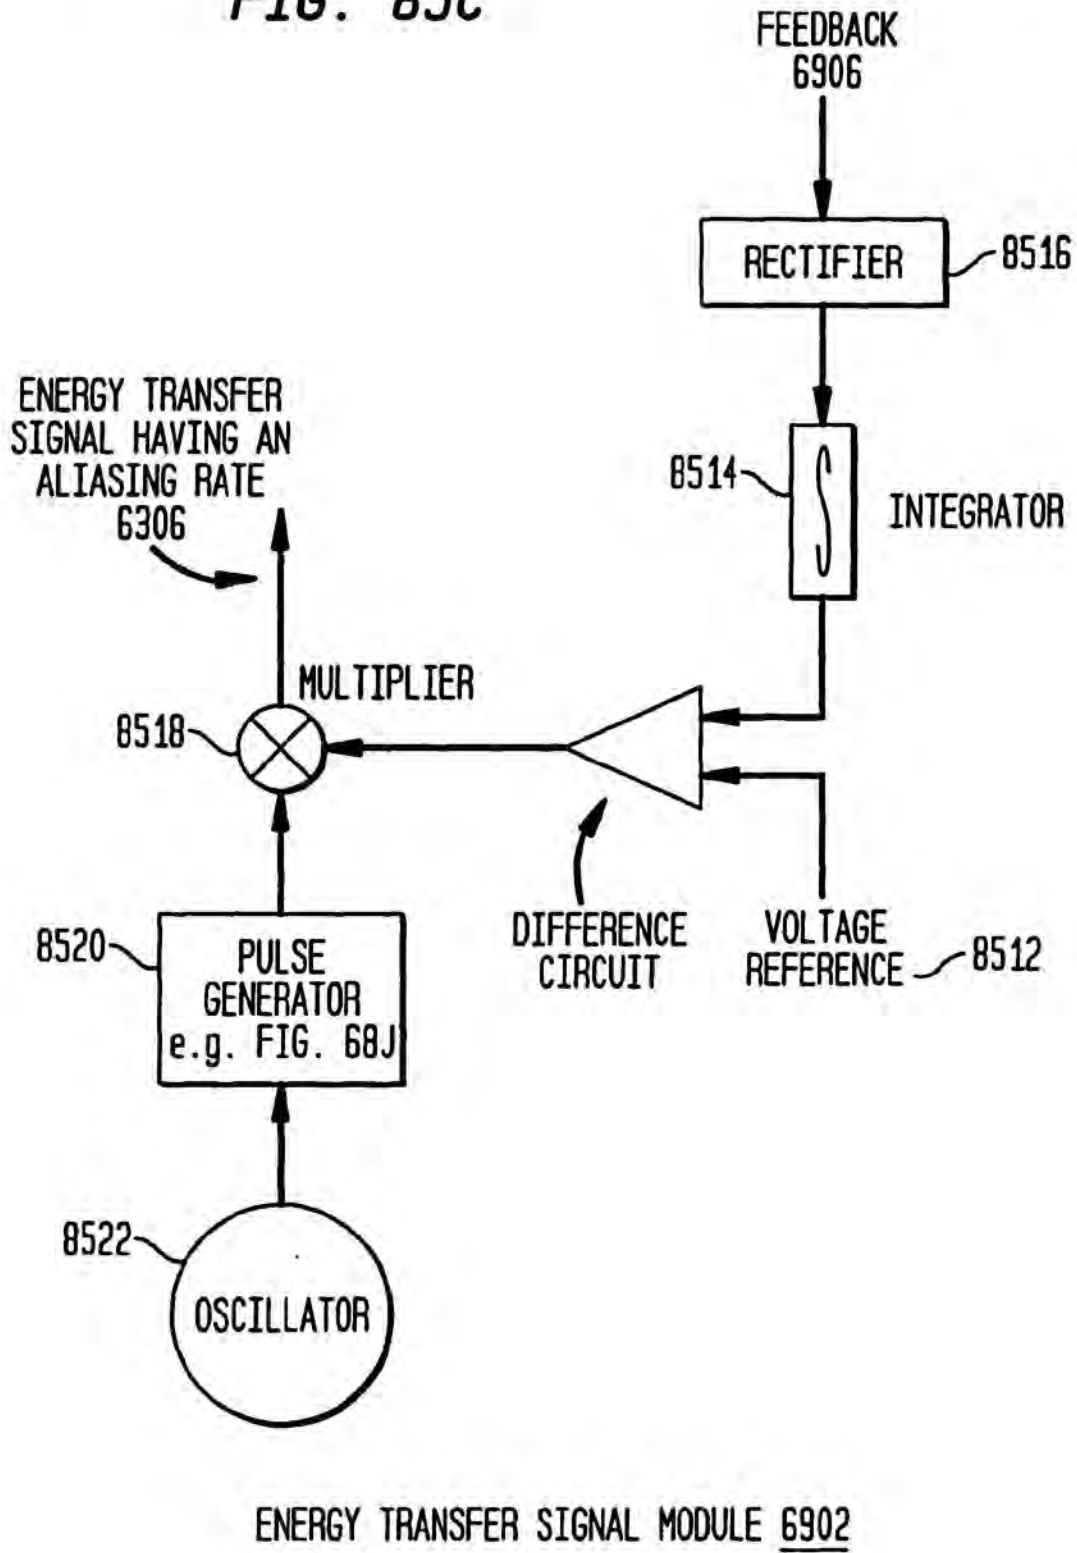 FIG. 85C
FEEDBACK
6906
RECTIFIER
8516
ENERGY TRANSFER
SIGNAL HAVING AN
ALIASING RATE
6306
8514
INTEGRATOR
MULTIPLIER
8518
8520
PULSE
GENERATOR
e.g. FIG. 68J
DIFFERENCE
CIRCUIT
VOLTAGE
REFERENCE
8512
8522
OSCILLATOR
ENERGY TRANSFER SIGNAL MODULE 6902